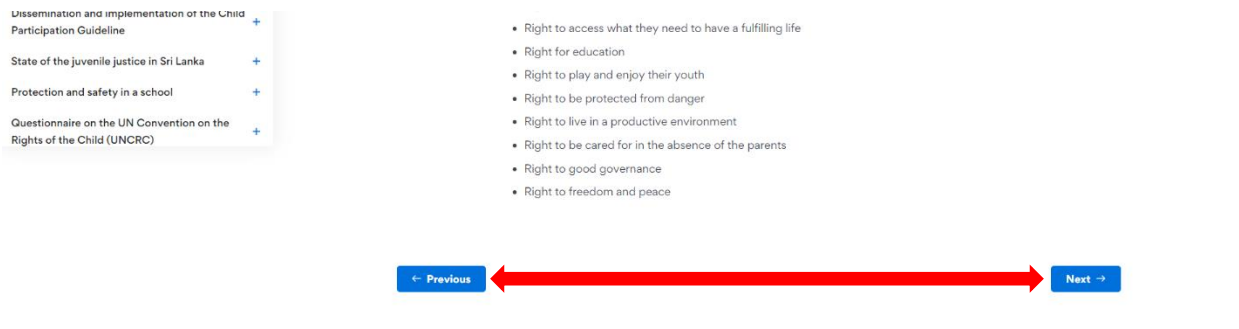 Dissemination and implementation of the Child
Participation Guideline
+
State of the juvenile justice in Sri Lanka +
Protection and safety in a school +
Questionnaire on the UN Convention on the
Rights of the Child (UNCRC)
+
• Right to access what they need to have a fulfilling life
• Right for education
• Right to play and enjoy their youth
• Right to be protected from danger
• Right to live in a productive environment
• Right to be cared for in the absence of the parents
• Right to good governance
• Right to freedom and peace
← Previous
Next →